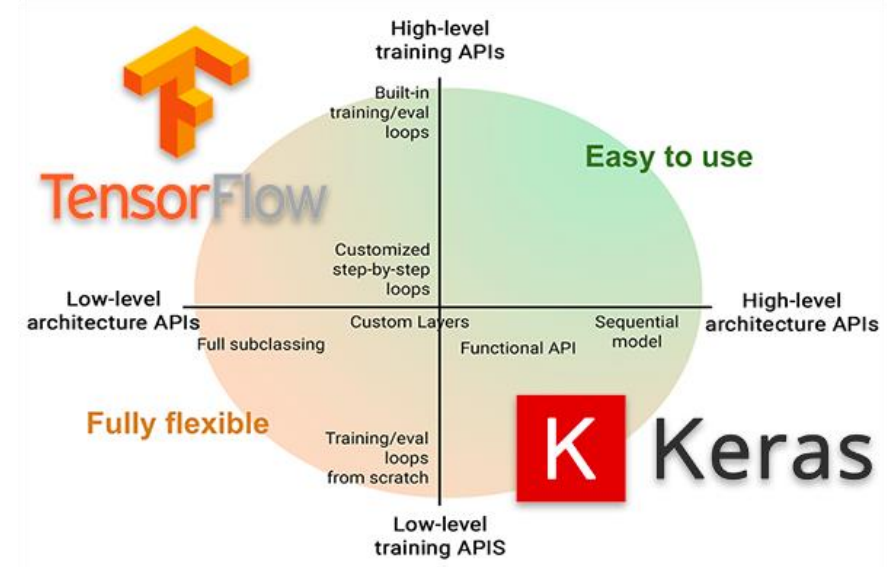 High-level
training APIs
Built-in
training/eval
loops
Easy to use
TensorFlow
Customized
step-by-step
loops
Low-level
architecture APIs
High-level
architecture APIs
Custom Layers
Sequential
model
Full subclassing
Functional API
Fully flexible
K Keras
Training/eval
loops
from scratch
Low-level
training APIS